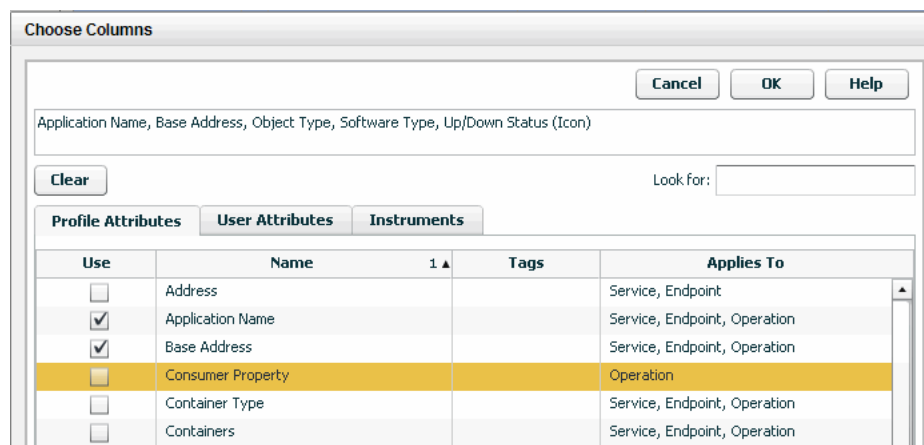 Choose Columns
Cancel OK Help
Application Name, Base Address, Object Type, Software Type, Up/Down Status (Icon)
Clear Look for:
Profile Attributes User Attributes Instruments
Use Name 1 Tags Applies To
Address Service, Endpoint
Application Name Service, Endpoint, Operation
Base Address Service, Endpoint, Operation
Consumer Property Operation
Container Type Service, Endpoint, Operation
Containers Service, Endpoint, Operation